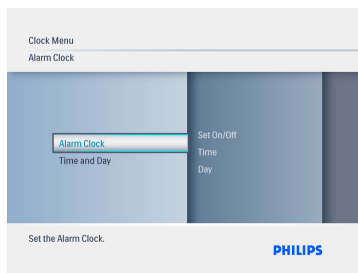 Clock Menu
Alarm Clock
Alarm Clock
Time and Day
Set On/Off
Time
Day
Set the Alarm Clock.
PHILIPS